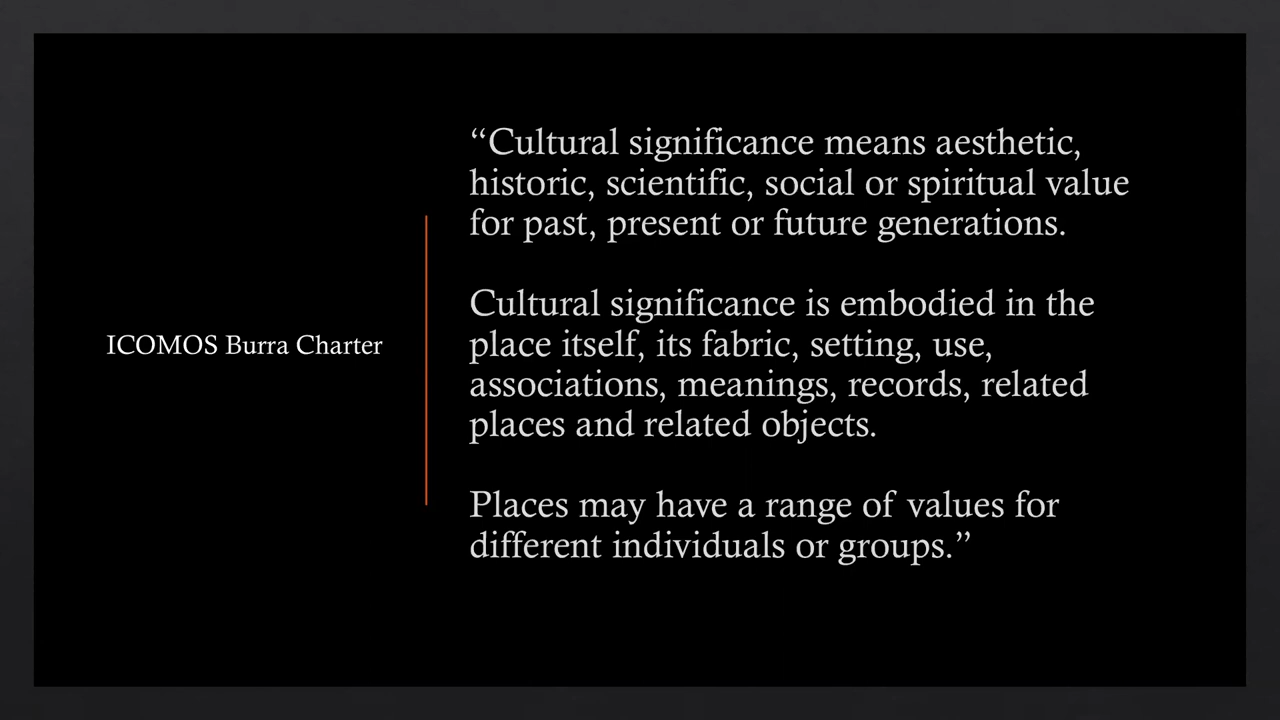 ICOMOS Burra Charter
“Cultural significance means aesthetic,
historic, scientific, social or spiritual value
for past, present or future generations.
Cultural significance is embodied in the
place itself, its fabric, setting, use,
associations, meanings, records, related
places and related objects.
Places may have a range of values for
different individuals or groups.”